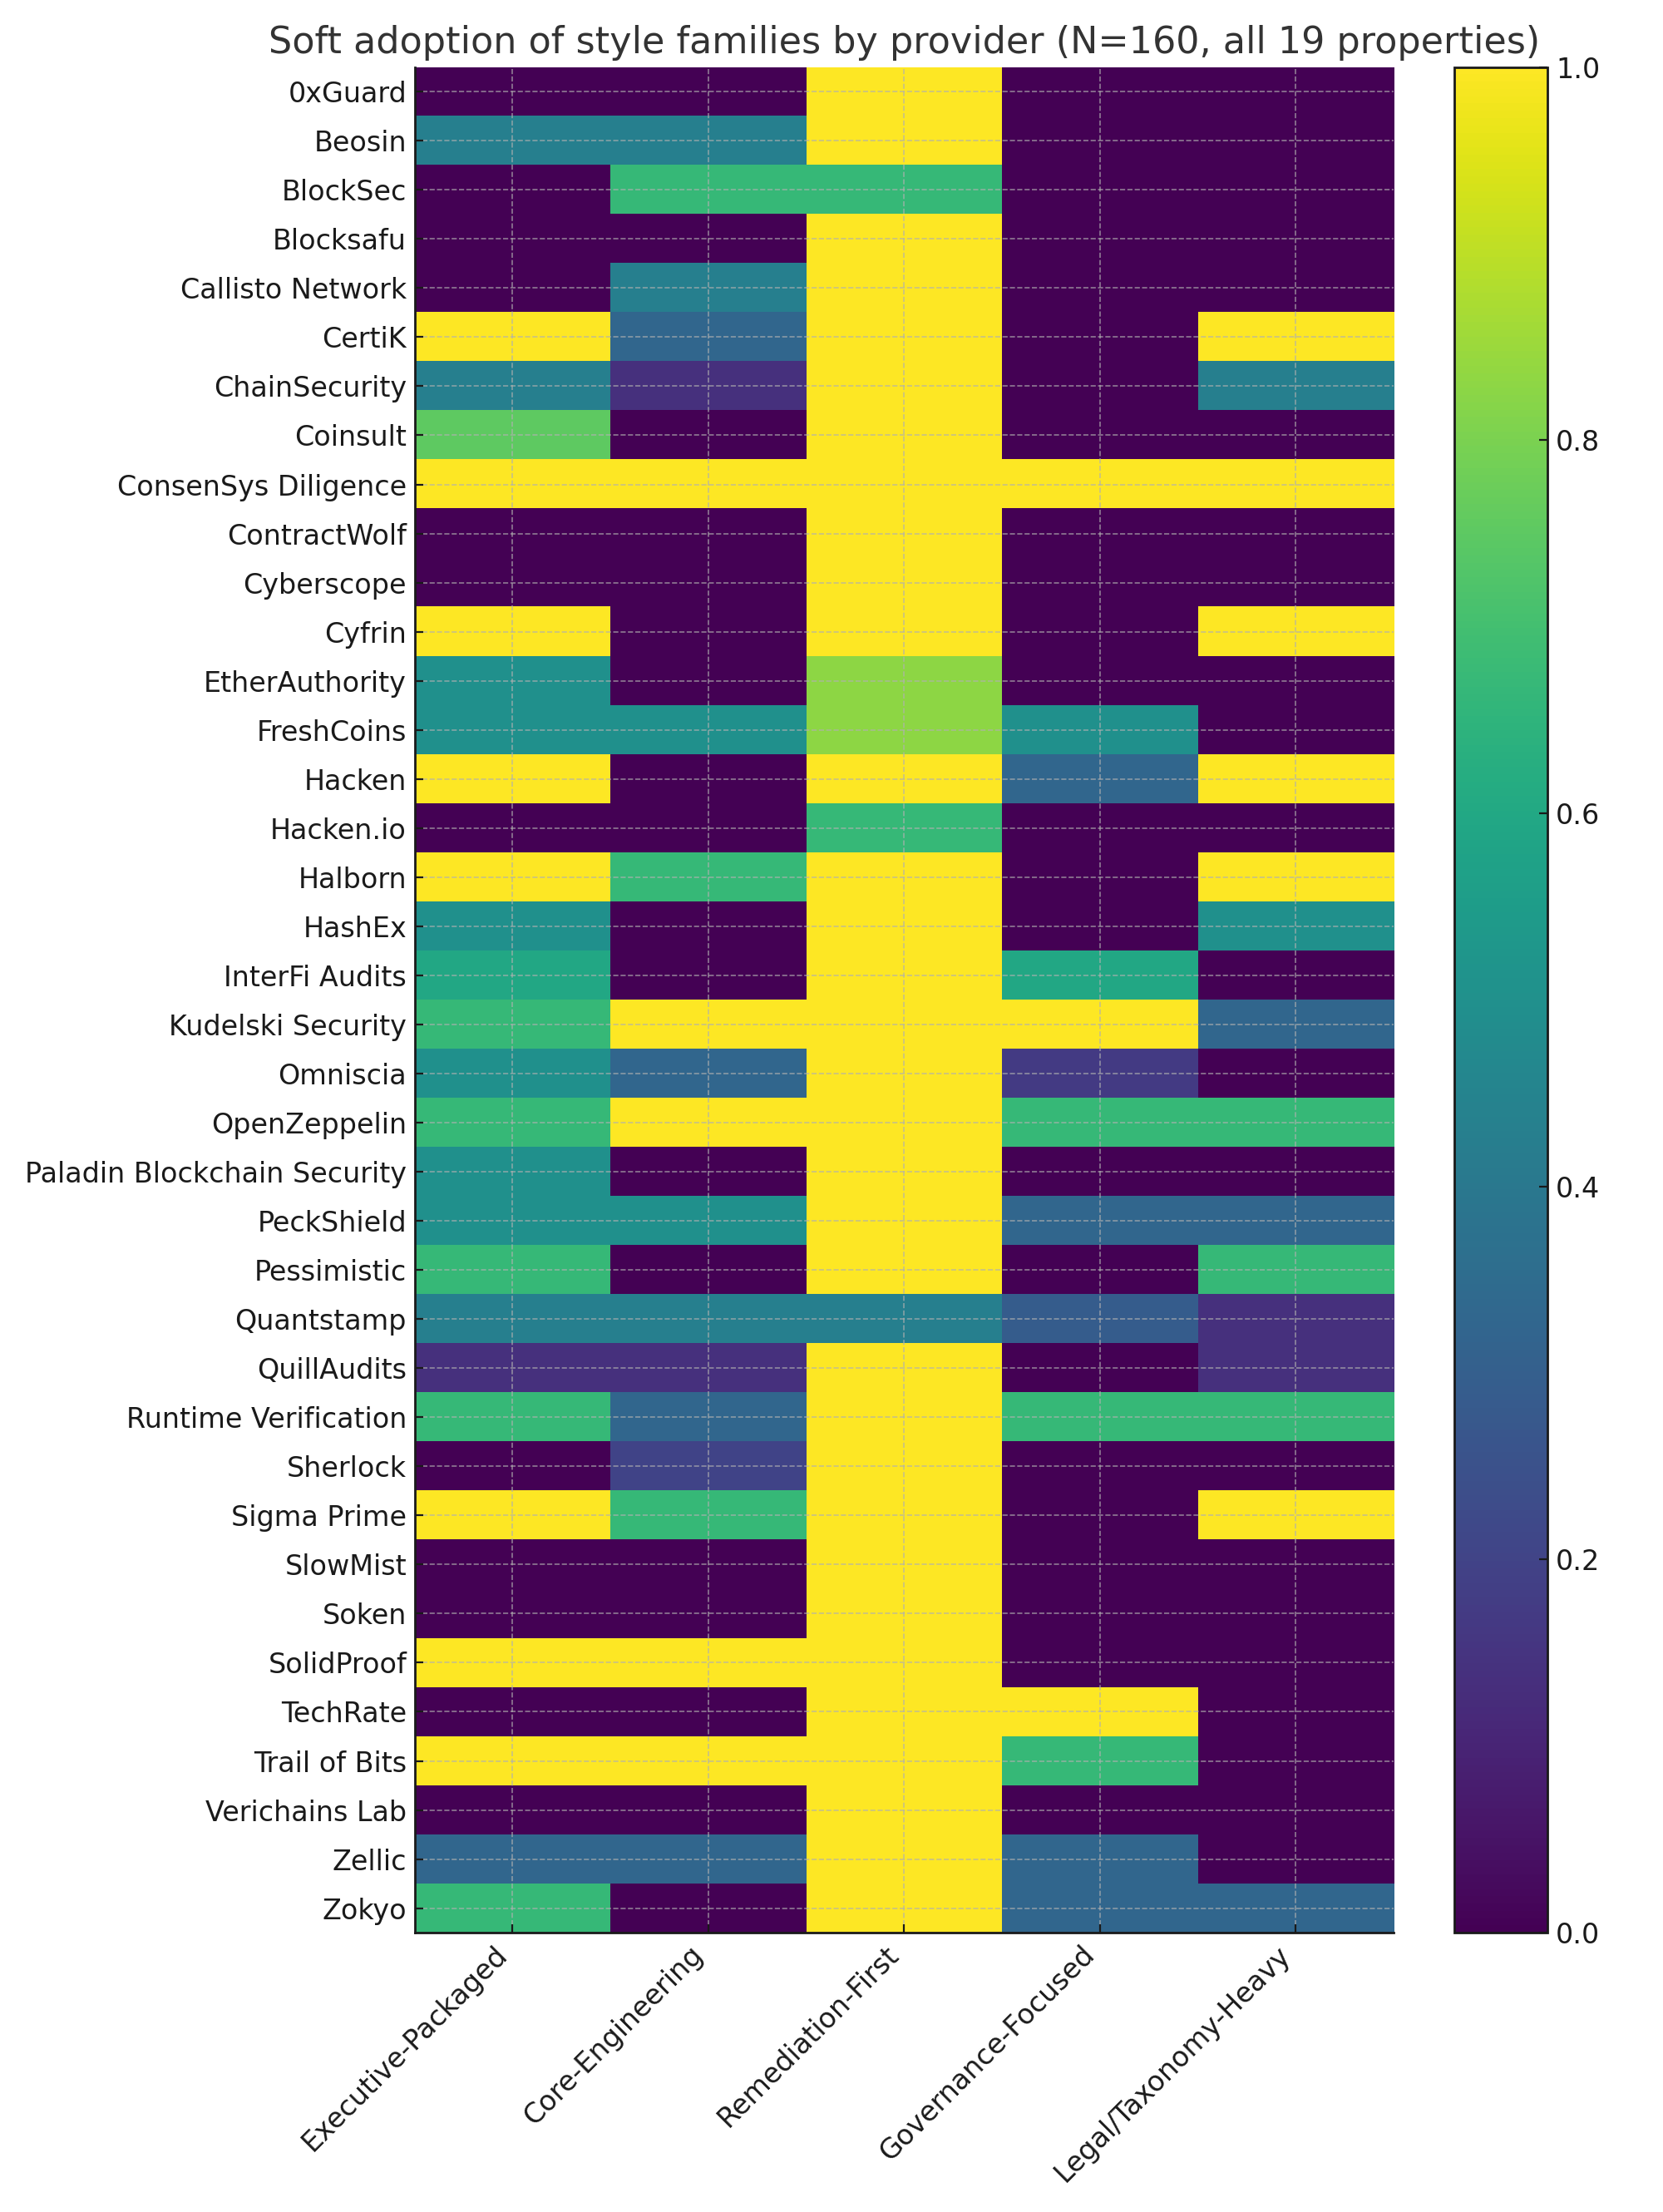 Soft adoption of style families by provider (N=160, all 19 properties)
0xGuard
Beosin
BlockSec
Blocksafu
Callisto Network
CertiK
ChainSecurity
Coinsult
ConsenSys Diligence
ContractWolf
Cyberscope
Cyfrin
EtherAuthority
FreshCoins
Hacken
Hacken.io
Halborn
HashEx
InterFi Audits
Kudelski Security
Omniscia
OpenZeppelin
Paladin Blockchain Security
PeckShield
Pessimistic
Quantstamp
QuillAudits
Runtime Verification
Sherlock
Sigma Prime
SlowMist
Soken
SolidProof
TechRate
Trail of Bits
Verichains Lab
Zellic
Zokyo
Executive-Packaged
Core-Engineering
Remediation-First
Governance-Focused
Legal/Taxonomy-Heavy
1.0
0.8
0.6
0.4
0.2
0.0